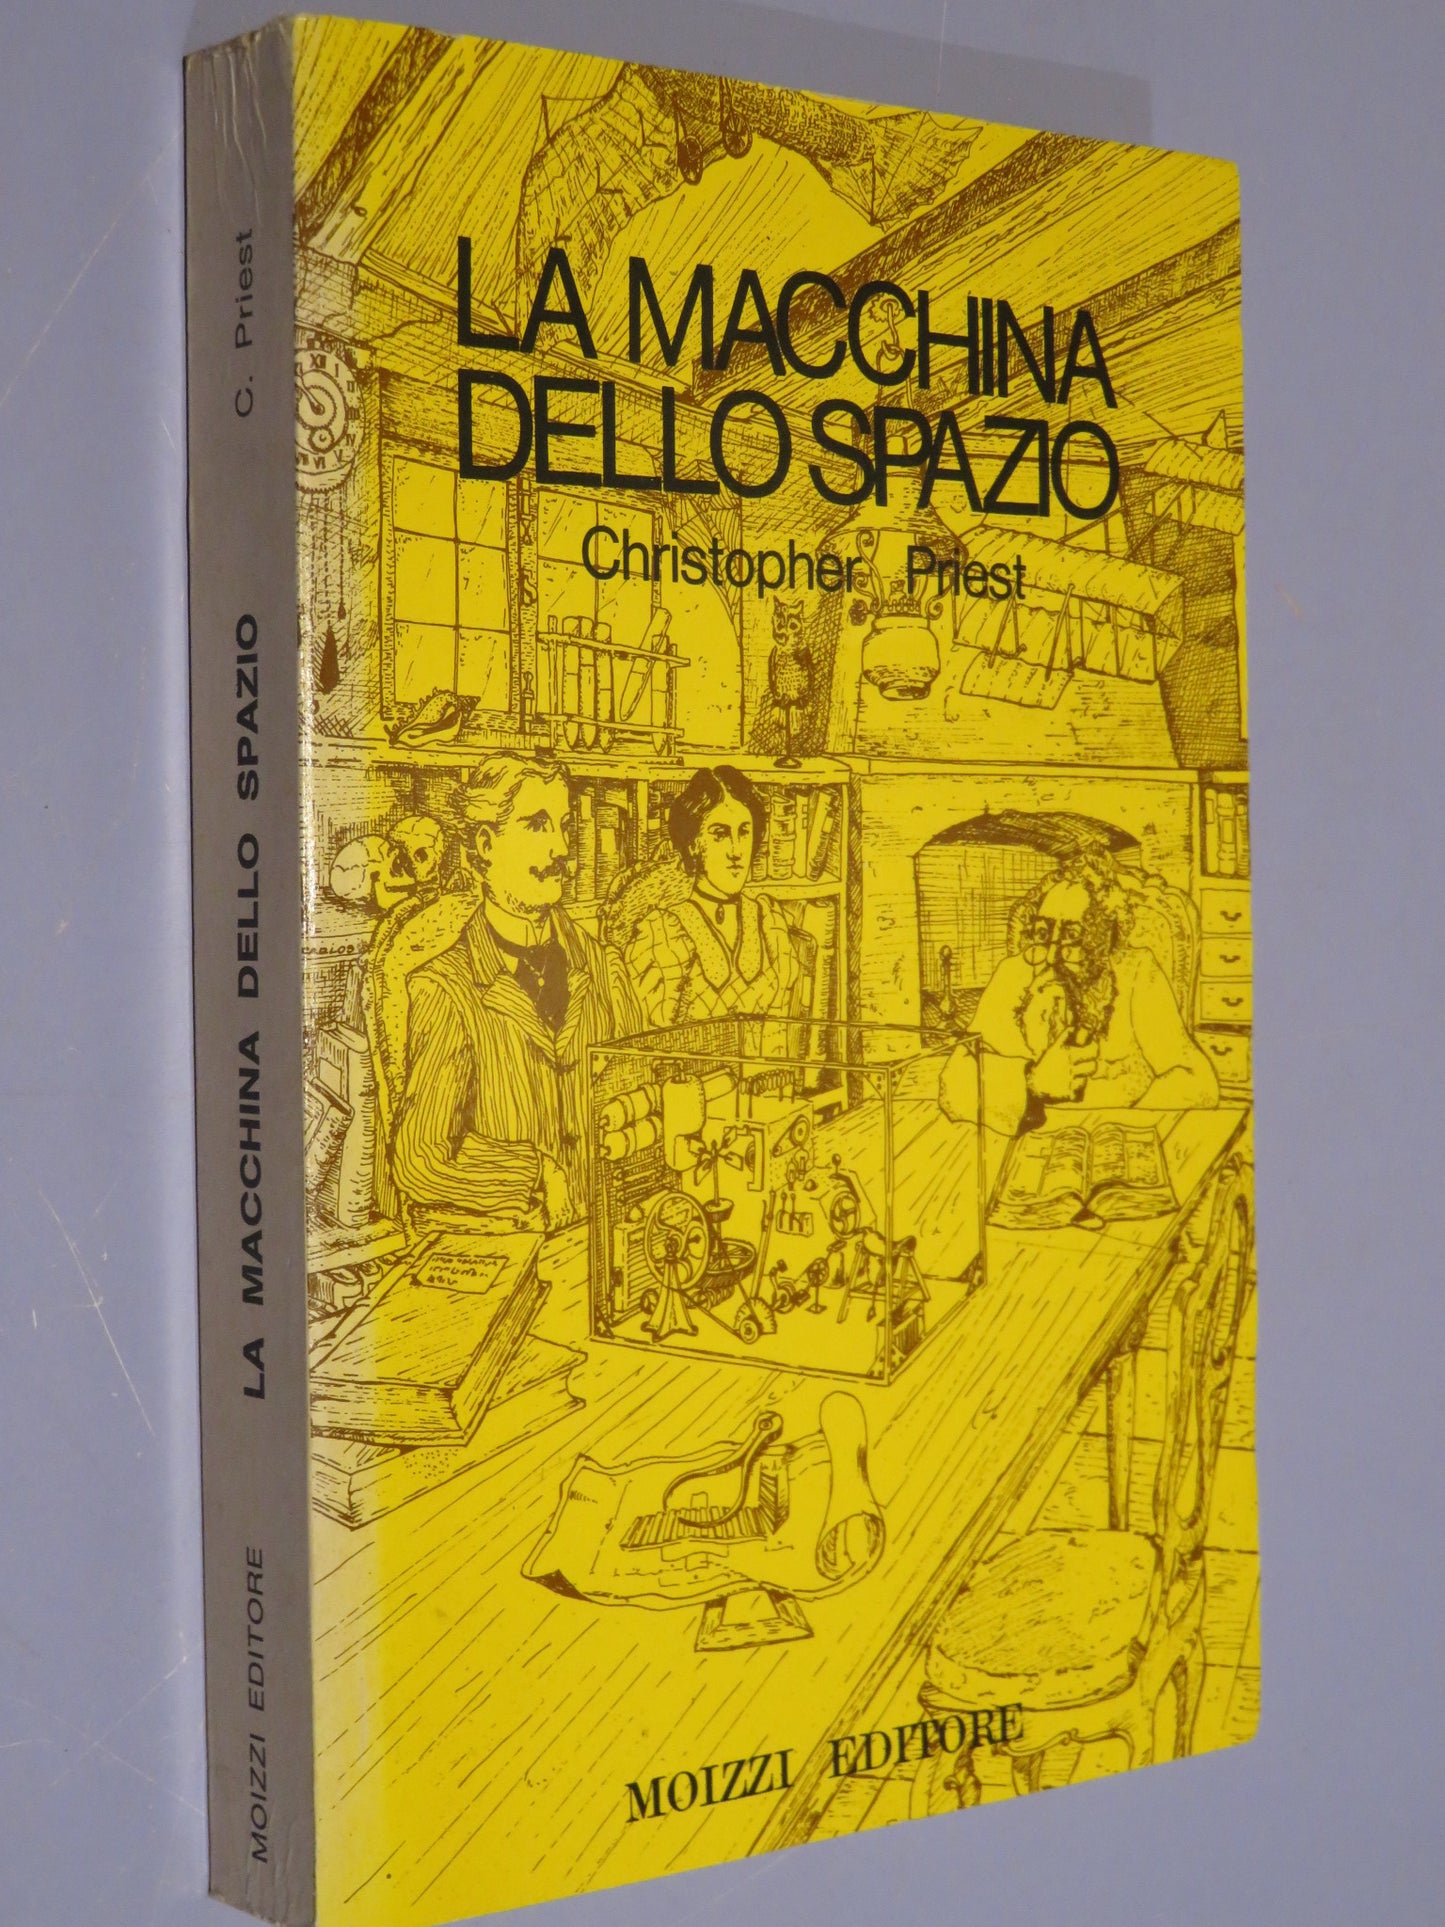 LA MACCHINA
DELLO SPAZIO
Christopher Priest
MOIZZI EDITORE
MOIZZI EDITORE LA MACCHINA DELLO SPAZIO C. Priest